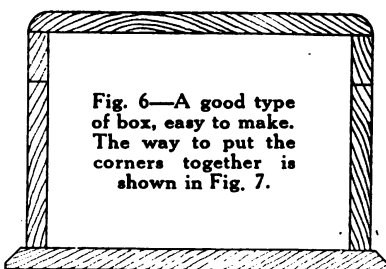 Fig. 6—A good type
of box, easy to make.
The way to put the
corners together is
shown in Fig. 7.